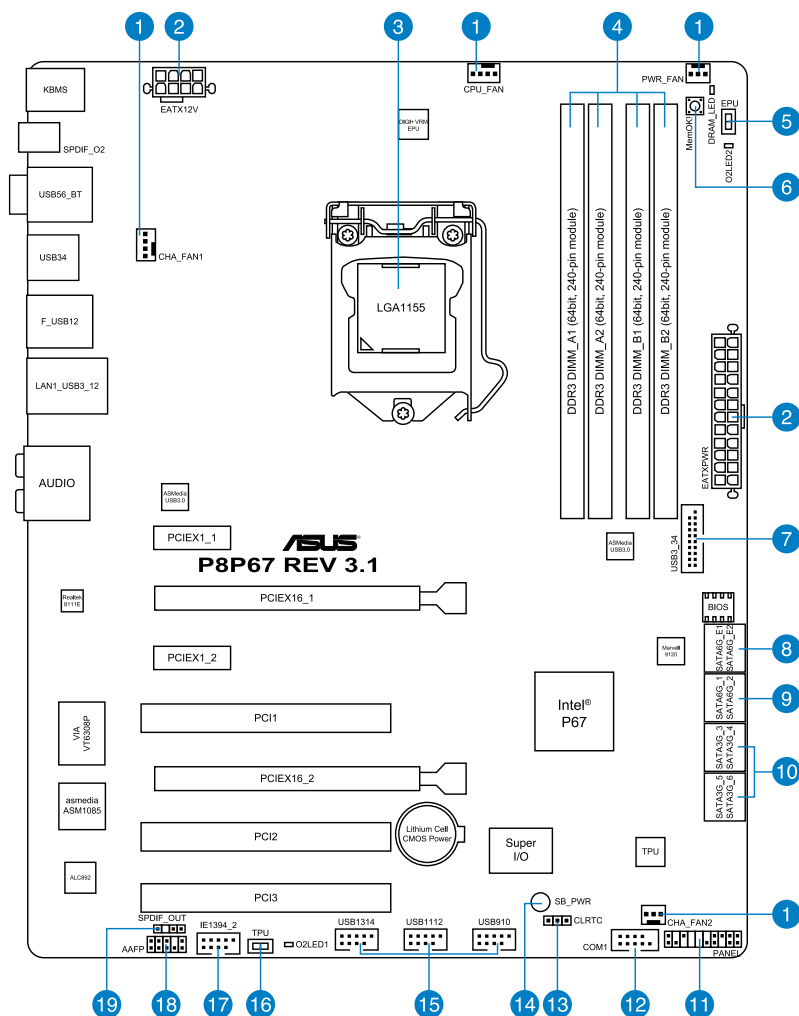 1
2
3
1
4
1
KBMS
EATX12V
CPU_FAN
PWR_FAN
DIGI+ VRM
EPU
MemOK!
DRAM_LED
EPU
5
O2LED2
6
SPDIF_O2
USB56_BT
1
CHA_FAN1
USB34
F_USB12
LAN1_USB3_12
LGA1155
DDR3 DIMM_A1 (64bit, 240-pin module)
DDR3 DIMM_A2 (64bit, 240-pin module)
DDR3 DIMM_B1 (64bit, 240-pin module)
DDR3 DIMM_B2 (64bit, 240-pin module)
2
EATXPWR
AUDIO
ASMedia
USB3.0
PCIEX1_1
ASUS
P8P67 REV 3.1
ASMedia
USB3.0
USB3_34
7
Realtek
8111E
PCIEX16_1
BIOS
PCIEX1_2
Marvell
9120
SATA6G_E1
SATA6G_E2
8
SATA6G_1
SATA6G_2
9
VIA
VT6308P
PCI1
Intel®
P67
SATA3G_3
SATA3G_4
10
SATA3G_5
SATA3G_6
asmedia
ASM1085
PCIEX16_2
PCI2
Lithium Cell
CMOS Power
Super
I/O
TPU
ALC892
PCI3
SB_PWR
CLRTC
CHA_FAN2
1
SPDIF_OUT
AAFP
IE1394_2
TPU
O2LED1
USB1314
USB1112
USB910
COM1
PANEL
19
18
17
16
15
14
13
12
11